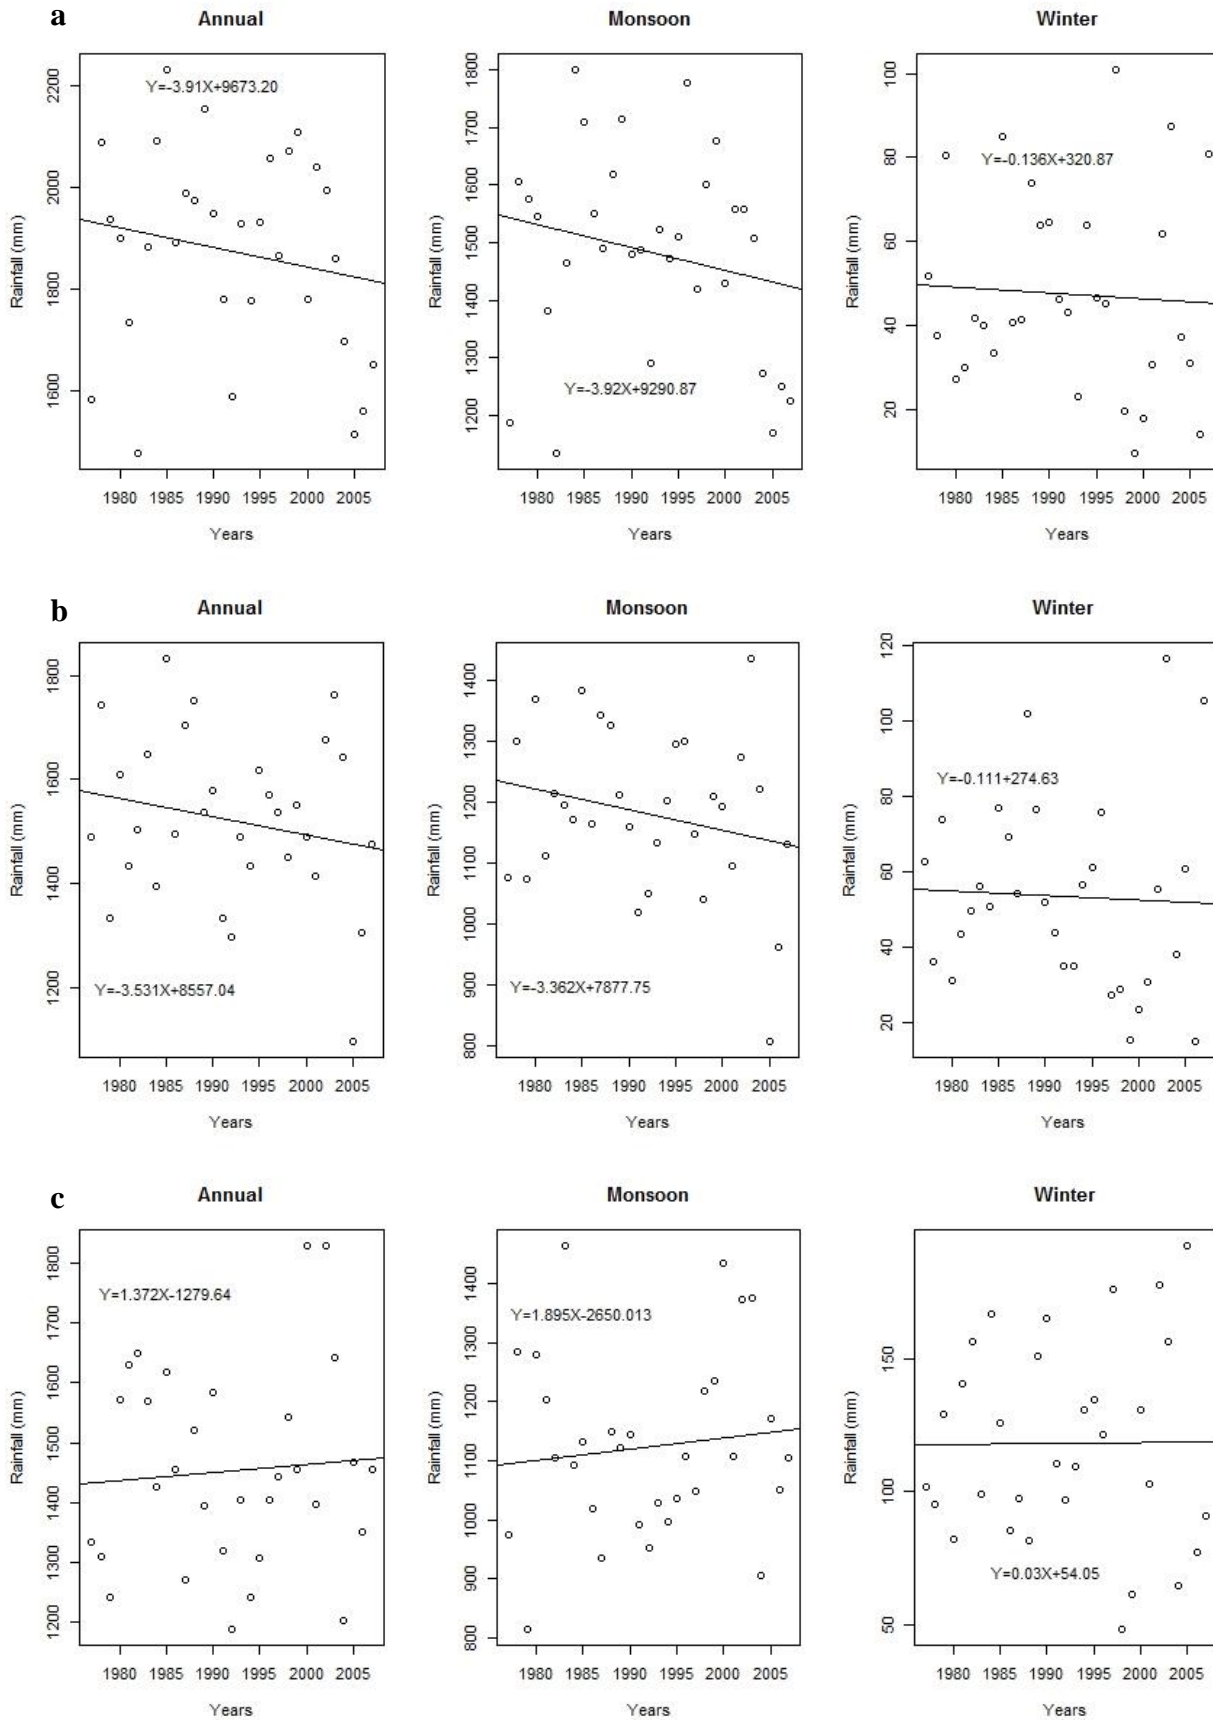 a
Annual
Monsoon
Winter
Rainfall (mm)
2200
2000
1800
1600
Y=-3.91X+9673.20
1980 1985 1990 1995 2000 2005
Years
Rainfall (mm)
1800
1700
1600
1500
1400
1300
1200
Y=-3.92X+9290.87
1980 1985 1990 1995 2000 2005
Years
Rainfall (mm)
100
80
60
40
20
Y=-0.136X+320.87
1980 1985 1990 1995 2000 2005
Years
b
Annual
Monsoon
Winter
Rainfall (mm)
1800
1600
1400
1200
Y=-3.531X+8557.04
1980 1985 1990 1995 2000 2005
Years
Rainfall (mm)
1400
1300
1200
1100
1000
900
800
Y=-3.362X+7877.75
1980 1985 1990 1995 2000 2005
Years
Rainfall (mm)
120
100
80
60
40
20
Y=-0.111+274.63
1980 1985 1990 1995 2000 2005
Years
c
Annual
Monsoon
Winter
Rainfall (mm)
1800
1700
1600
1500
1400
1300
1200
Y=1.372X-1279.64
1980 1985 1990 1995 2000 2005
Years
Rainfall (mm)
1400
1300
1200
1100
1000
900
800
Y=1.895X-2650.013
1980 1985 1990 1995 2000 2005
Years
Rainfall (mm)
150
100
50
Y=0.03X+54.05
1980 1985 1990 1995 2000 2005
Years